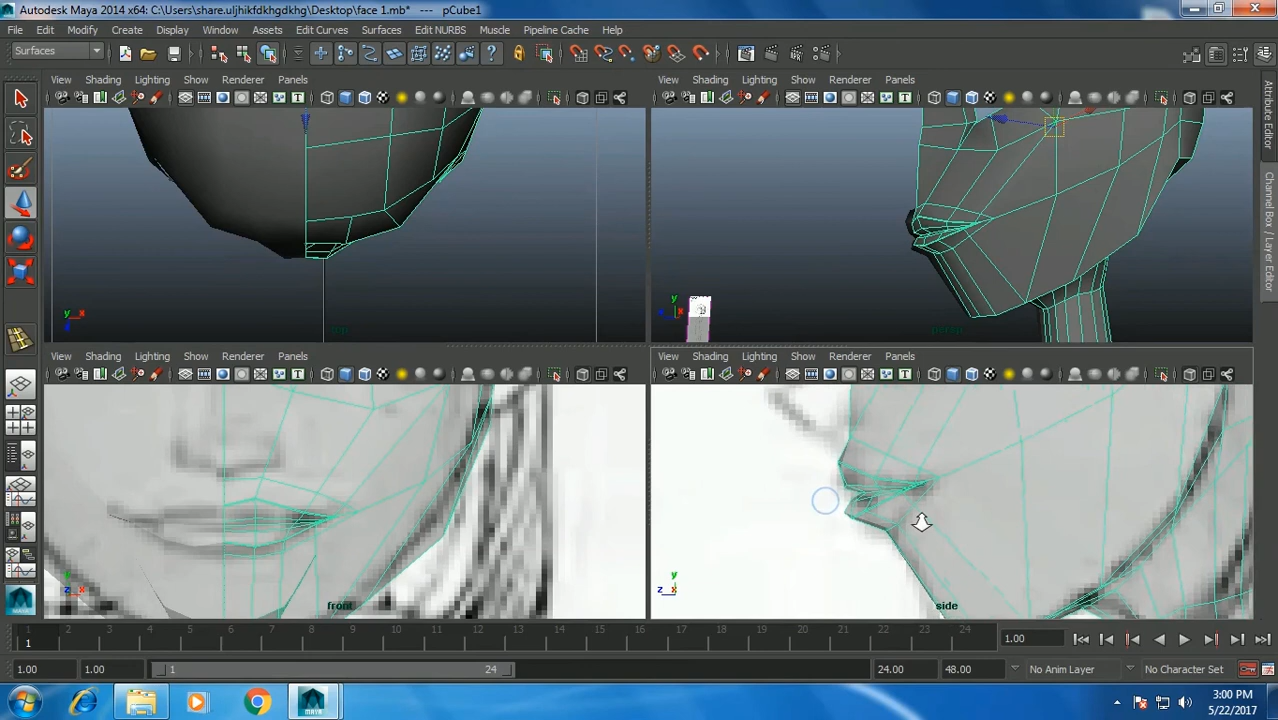 Autodesk Maya 2014 x64: C:\Users\share.uljhikfdkhgdkhg\Desktop\face 1.mb* --- pCube1
File Edit Modify Create Display Window Assets Edit Curves Surfaces Edit NURBS Muscle Pipeline Cache Help
Surfaces
View Shading Lighting Show Renderer Panels
View Shading Lighting Show Renderer Panels
Attribute Editor
Channel Box / Layer Editor
y x z
top
y z x
persp
View Shading Lighting Show Renderer Panels
View Shading Lighting Show Renderer Panels
y z x
front
y z x
side
1 2 3 4 5 6 7 8 9 10 11 12 13 14 15 16 17 18 19 20 21 22 23 24
1
1.00
1.00 1.00 1 24 24.00 48.00 No Anim Layer No Character Set
3:00 PM
5/22/2017